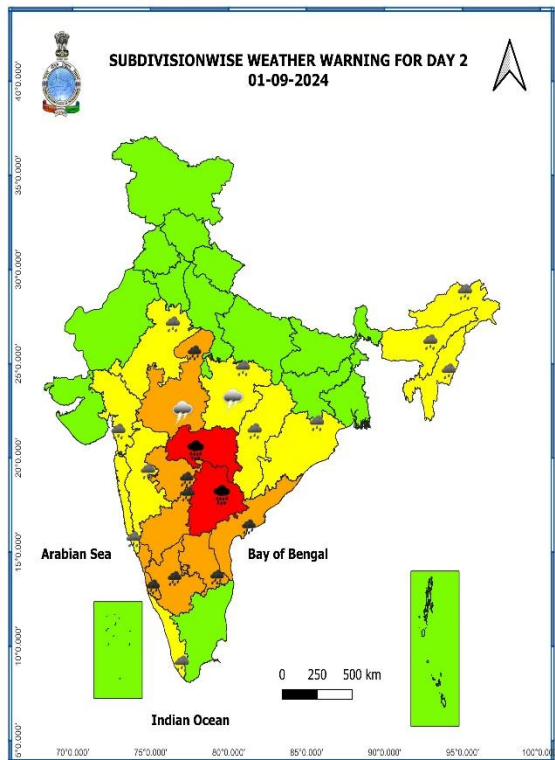 SUBDIVISIONWISE WEATHER WARNING FOR DAY 2
01-09-2024
40°0.000'
35°0.000'
30°0.000'
25°0.000'
20°0.000'
15°0.000'
10°0.000'
5°0.000'
Arabian Sea
Bay of Bengal
0 250 500 km
Indian Ocean
70°0.000' 75°0.000' 80°0.000' 85°0.000' 90°0.000' 95°0.000'